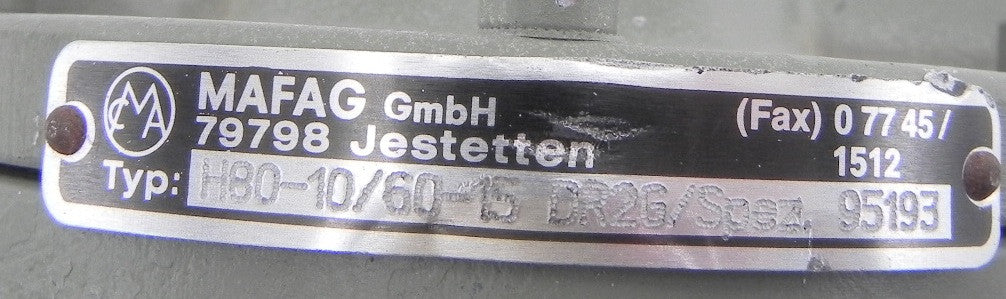 MAFAG GmbH (Fax) 0 77 45 /
79798 Jestetten 1512
Typ: H80-10/60-15 DR2G/Spez. 95193